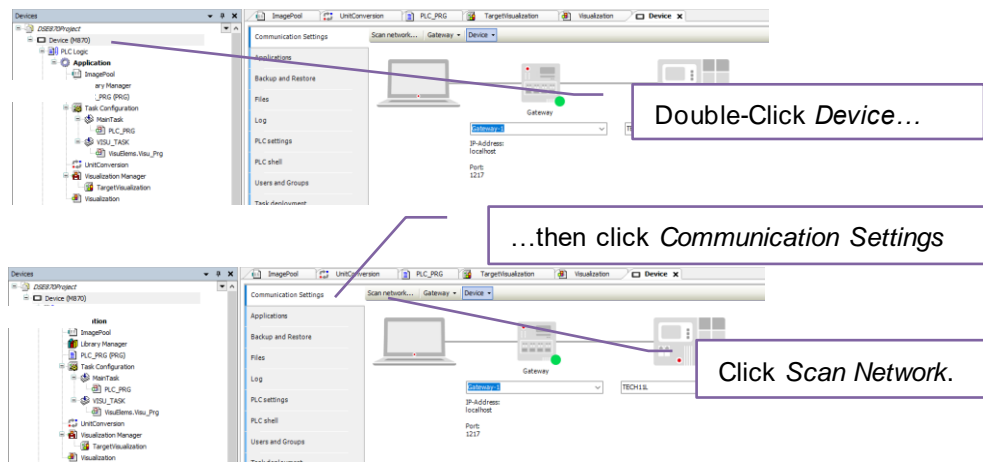 Devices
ImagePool
UnitConversion
PLC_PRG
TargetVisualization
Visualization
Device
DSE870Project
Device (M870)
PLC Logic
Application
ImagePool
ary Manager
_PRG (PRG)
Task Configuration
MainTask
PLC_PRG
VISU_TASK
VisuElems.Visu_Prg
UnitConversion
Visualization Manager
TargetVisualization
Visualization
Communication Settings
Applications
Backup and Restore
Files
Log
PLC settings
PLC shell
Users and Groups
Task deployment
Scan network...
Gateway
Device
Gateway
Gateway-1
IP-Address:
localhost
Port:
1217
Double-Click Device…
…then click Communication Settings
Devices
ImagePool
UnitConversion
PLC_PRG
TargetVisualization
Visualization
Device
DSE870Project
Device (M870)
ImagePool
Library Manager
PLC_PRG (PRG)
Task Configuration
MainTask
PLC_PRG
VISU_TASK
VisuElems.Visu_Prg
UnitConversion
Visualization Manager
TargetVisualization
Visualization
Communication Settings
Applications
Backup and Restore
Files
Log
PLC settings
PLC shell
Users and Groups
Scan network...
Gateway
Device
Gateway
Gateway-1
TECH11L
IP-Address:
localhost
Port:
1217
Click Scan Network.